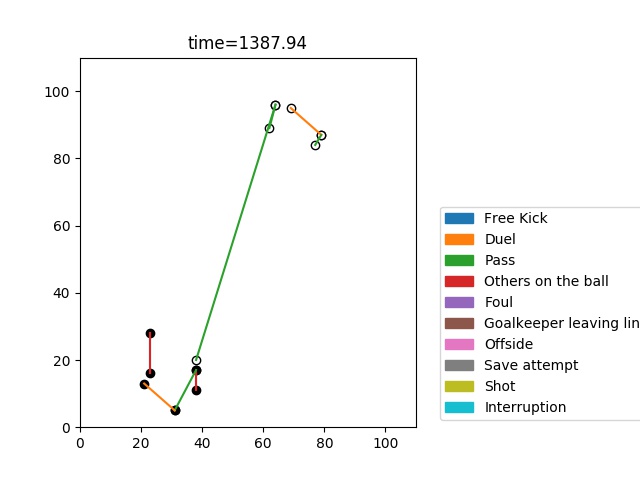 time=1387.94
100
80
60
40
20
0
0 20 40 60 80 100
Free Kick
Duel
Pass
Others on the ball
Foul
Goalkeeper leaving lin
Offside
Save attempt
Shot
Interruption